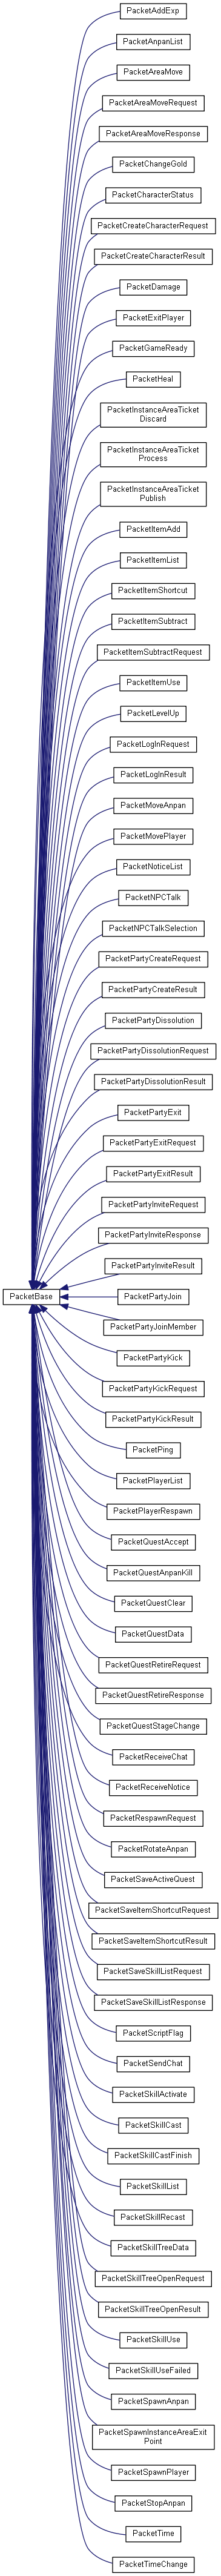 PacketAddExp
PacketAnpanList
PacketAreaMove
PacketAreaMoveRequest
PacketAreaMoveResponse
PacketChangeGold
PacketCharacterStatus
PacketCreateCharacterRequest
PacketCreateCharacterResult
PacketDamage
PacketExitPlayer
PacketGameReady
PacketHeal
PacketInstanceAreaTicket
Discard
PacketInstanceAreaTicket
Process
PacketInstanceAreaTicket
Publish
PacketItemAdd
PacketItemList
PacketItemShortcut
PacketItemSubtract
PacketItemSubtractRequest
PacketItemUse
PacketLevelUp
PacketLogInRequest
PacketLogInResult
PacketMoveAnpan
PacketMovePlayer
PacketNoticeList
PacketNPCTalk
PacketNPCTalkSelection
PacketPartyCreateRequest
PacketPartyCreateResult
PacketPartyDissolution
PacketPartyDissolutionRequest
PacketPartyDissolutionResult
PacketPartyExit
PacketPartyExitRequest
PacketPartyExitResult
PacketPartyInviteRequest
PacketPartyInviteResponse
PacketPartyInviteResult
PacketBase
PacketPartyJoin
PacketPartyJoinMember
PacketPartyKick
PacketPartyKickRequest
PacketPartyKickResult
PacketPing
PacketPlayerList
PacketPlayerRespawn
PacketQuestAccept
PacketQuestAnpanKill
PacketQuestClear
PacketQuestData
PacketQuestRetireRequest
PacketQuestRetireResponse
PacketQuestStageChange
PacketReceiveChat
PacketReceiveNotice
PacketRespawnRequest
PacketRotateAnpan
PacketSaveActiveQuest
PacketSaveItemShortcutRequest
PacketSaveItemShortcutResult
PacketSaveSkillListRequest
PacketSaveSkillListResponse
PacketScriptFlag
PacketSendChat
PacketSkillActivate
PacketSkillCast
PacketSkillCastFinish
PacketSkillList
PacketSkillRecast
PacketSkillTreeData
PacketSkillTreeOpenRequest
PacketSkillTreeOpenResult
PacketSkillUse
PacketSkillUseFailed
PacketSpawnAnpan
PacketSpawnInstanceAreaExit
Point
PacketSpawnPlayer
PacketStopAnpan
PacketTime
PacketTimeChange